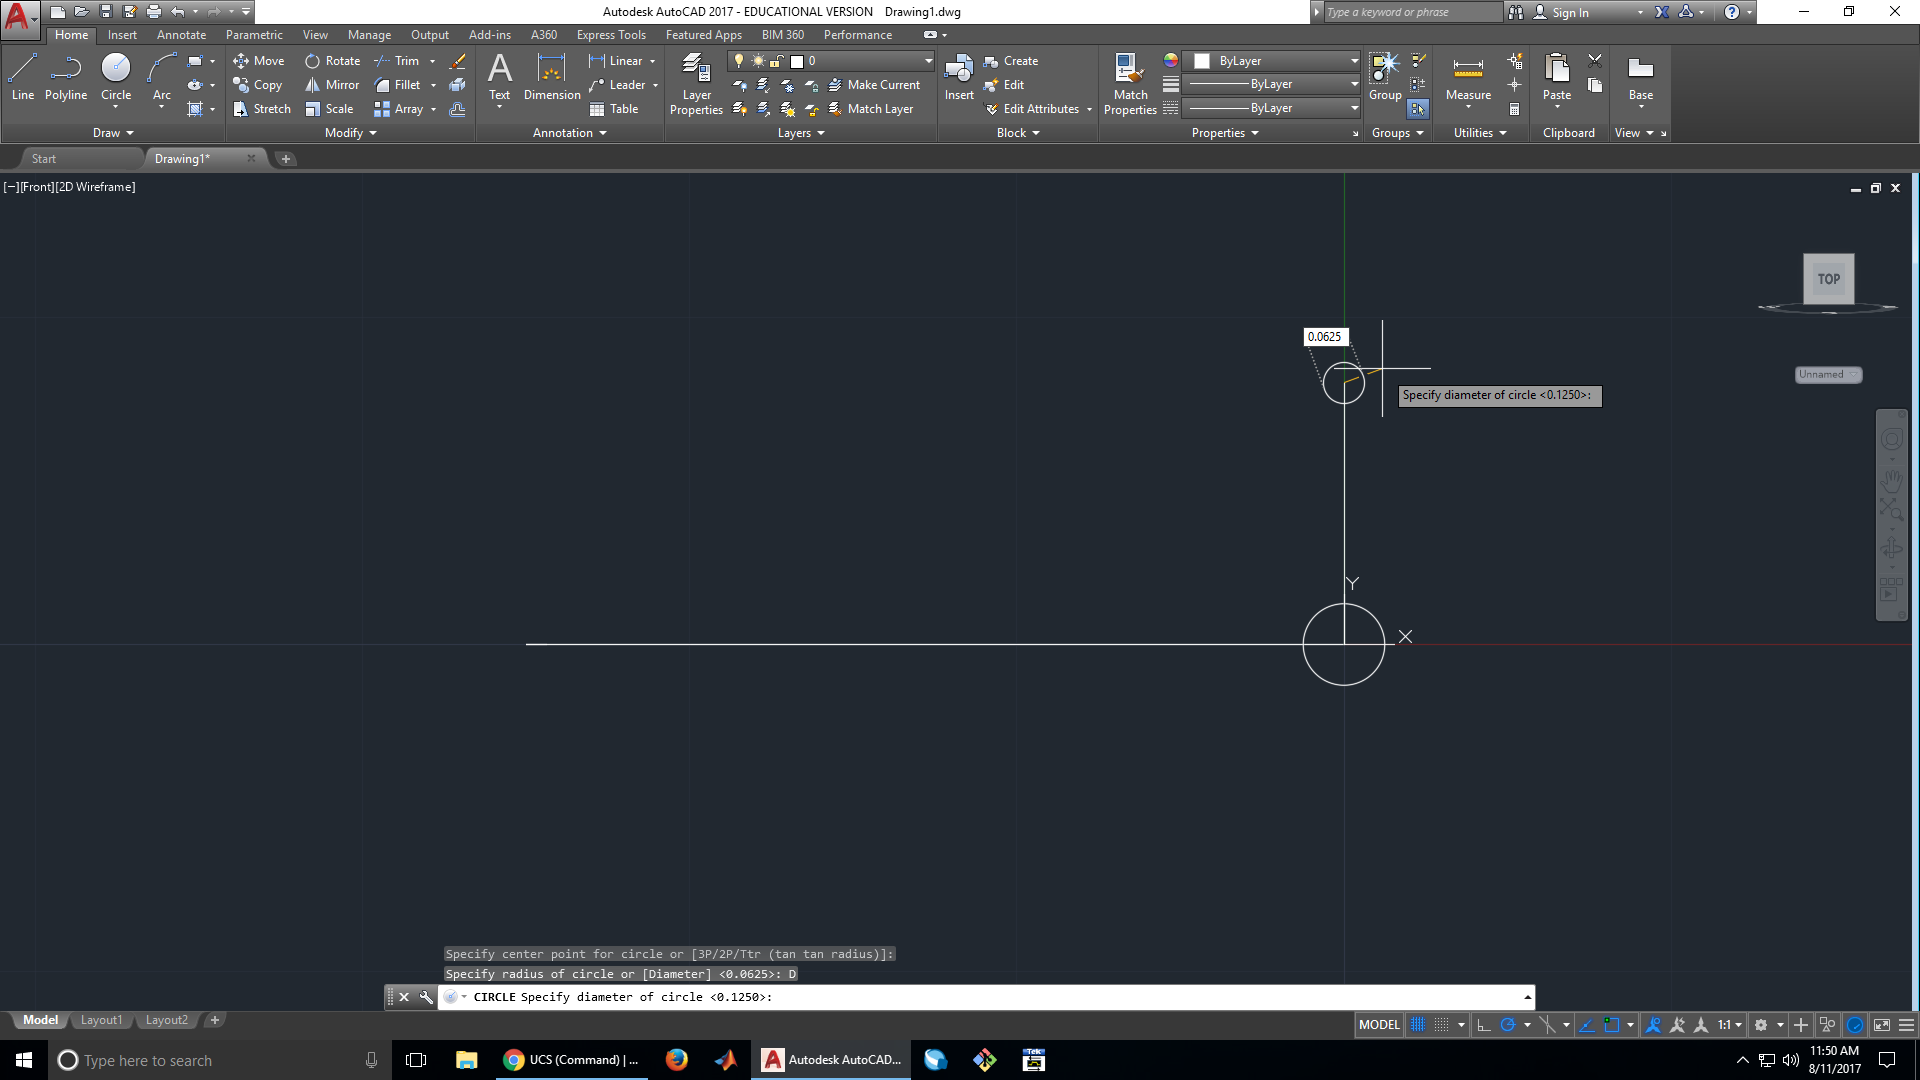 Autodesk AutoCAD 2017 - EDUCATIONAL VERSION Drawing1.dwg
Type a keyword or phrase
Sign In
Home Insert Annotate Parametric View Manage Output Add-ins A360 Express Tools Featured Apps BIM 360 Performance
Line Polyline Circle Arc
Move Rotate Trim
Copy Mirror Fillet
Stretch Scale Array
Text Dimension
Linear
Leader
Table
Layer Properties
0
Make Current
Match Layer
Insert
Create
Edit
Edit Attributes
Match Properties
ByLayer
ByLayer
ByLayer
Group
Measure
Paste
Base
Draw Modify Annotation Layers Block Properties Groups Utilities Clipboard View
Start Drawing1*
[−][Front][2D Wireframe]
TOP
0.0625
Unnamed
Specify diameter of circle <0.1250>:
Y
X
Specify center point for circle or [3P/2P/Ttr (tan tan radius)]:
Specify radius of circle or [Diameter] <0.0625>: D
CIRCLE Specify diameter of circle <0.1250>:
Model Layout1 Layout2
MODEL
1:1
Type here to search
UCS (Command) | ...
Autodesk AutoCAD...
Tek
11:50 AM
8/11/2017